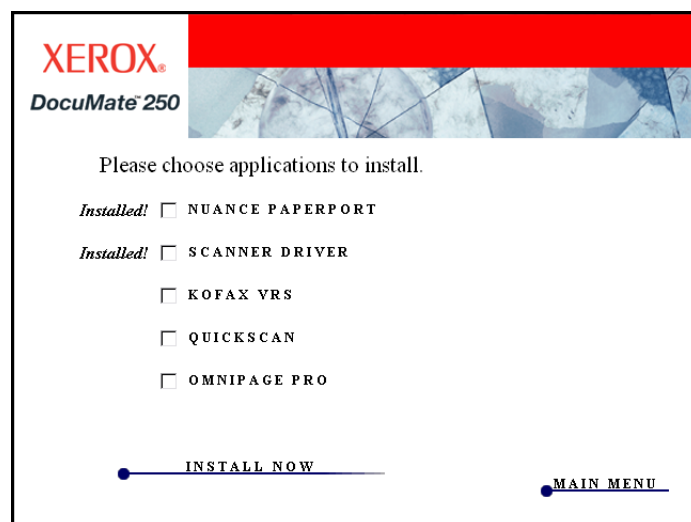 XEROX®
DocuMate™ 250
Please choose applications to install.
Installed! NUANCE PAPERPORT
Installed! SCANNER DRIVER
KOFAX VRS
QUICKSCAN
OMNIPAGE PRO
INSTALL NOW
MAIN MENU